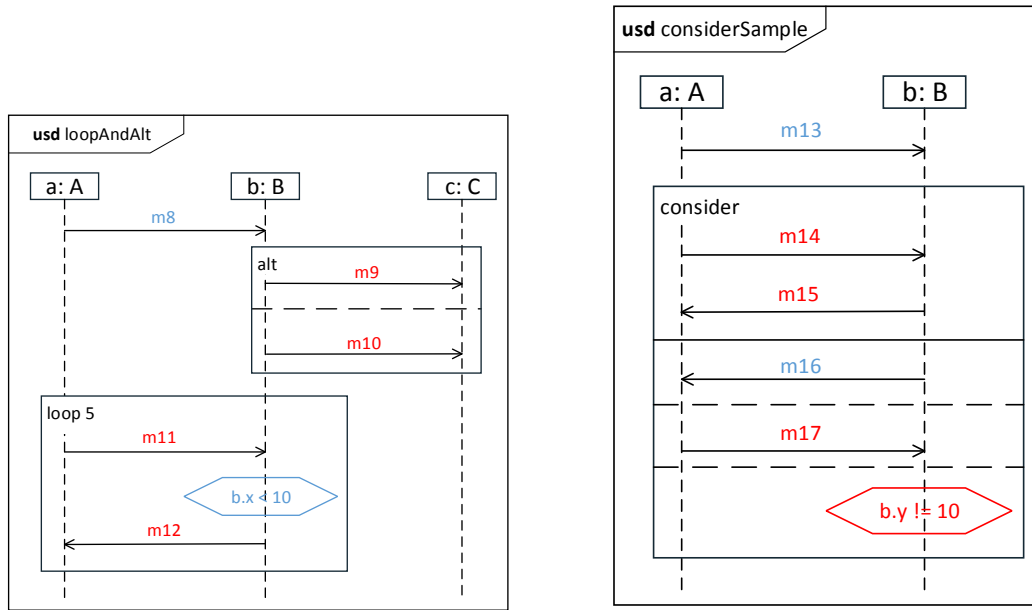 usd loopAndAlt
a: A
b: B
c: C
m8
alt
m9
m10
loop 5
m11
b.x < 10
m12
usd considerSample
a: A
b: B
m13
consider
m14
m15
m16
m17
b.y != 10